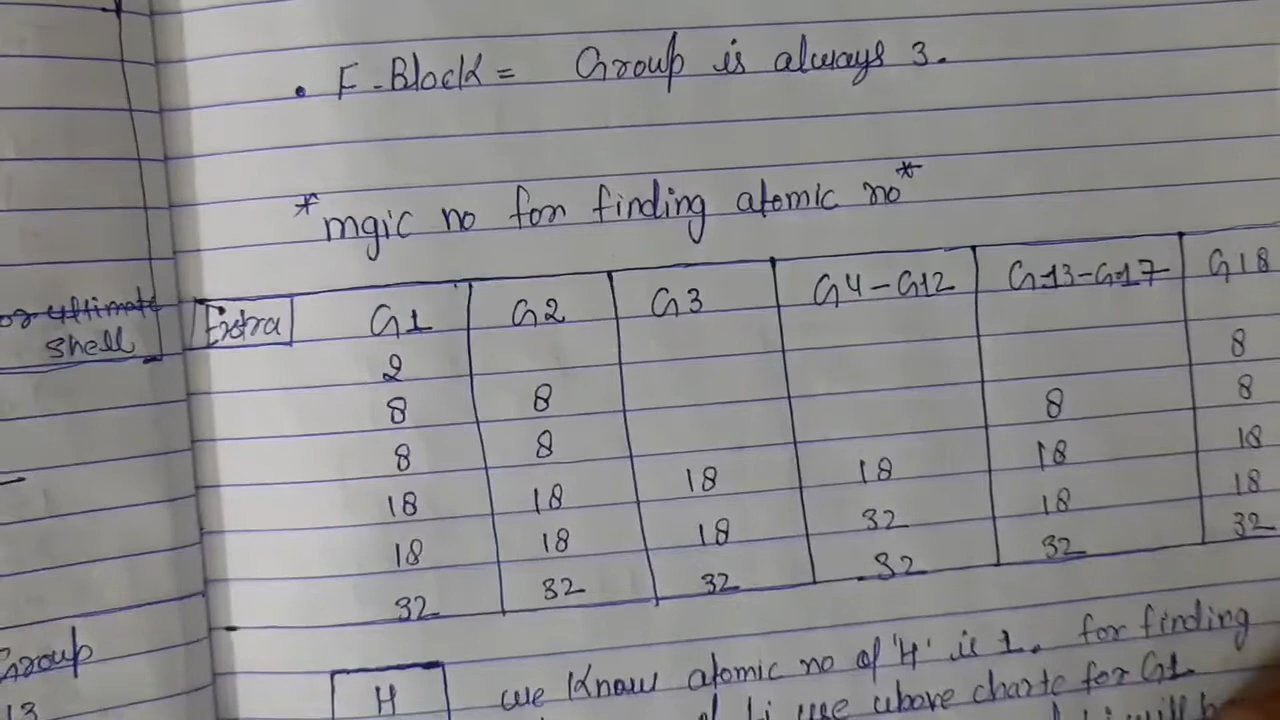 • F-Block = Group is always 3.
*mgic no for finding atomic no*
shell
Extra G1 G2 G3 G4-G12 G13-G17 G18
2 8
8 8 8 8
8 8 18 18
18 18 18 18 18 18
18 18 18 32 32 32
32 32 32 32
Group
13
H we know atomic no of 'H' is 1. for finding
Li use above charte for G1.